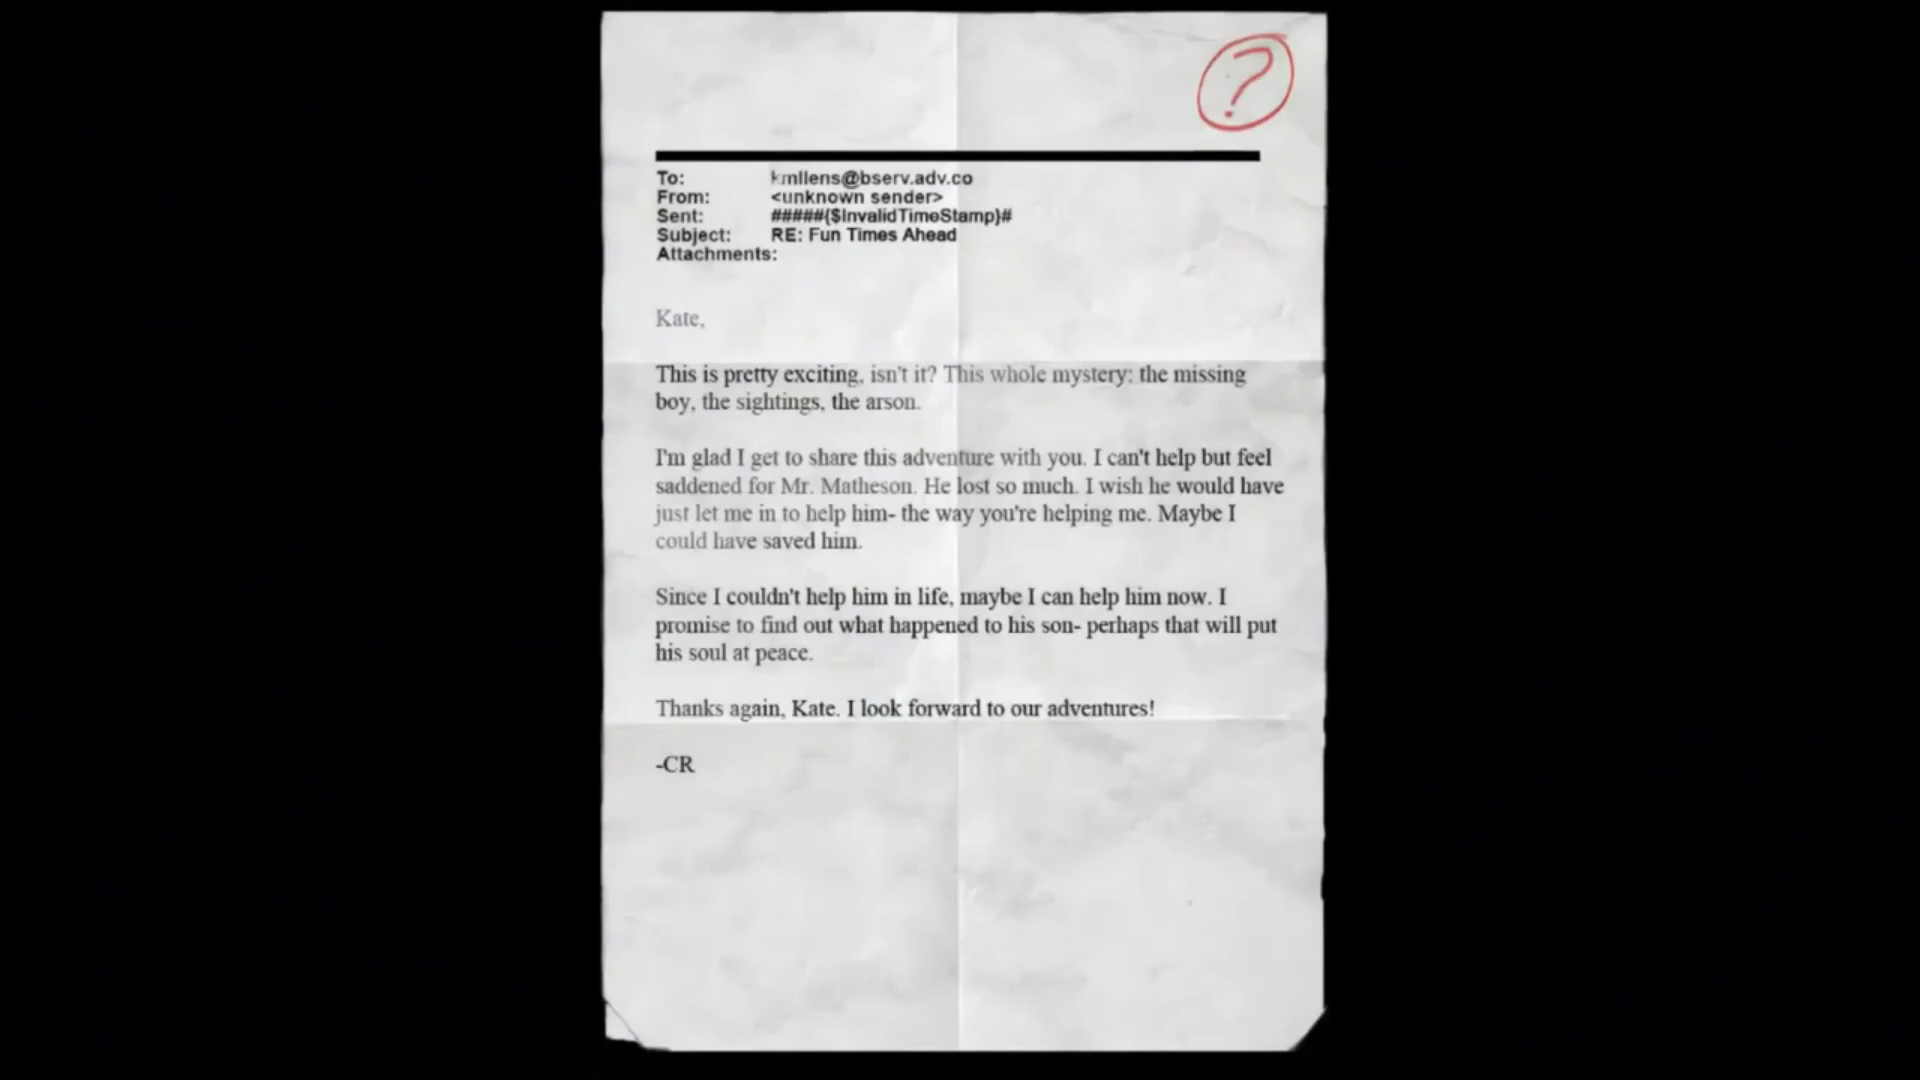 ?
To: kmllens@bserv.adv.co
From: <unknown sender>
Sent: #####{$InvalidTimeStamp}#
Subject: RE: Fun Times Ahead
Attachments:
Kate,
This is pretty exciting, isn't it? This whole mystery: the missing
boy, the sightings, the arson.
I'm glad I get to share this adventure with you. I can't help but feel
saddened for Mr. Matheson. He lost so much. I wish he would have
just let me in to help him- the way you're helping me. Maybe I
could have saved him.
Since I couldn't help him in life, maybe I can help him now. I
promise to find out what happened to his son- perhaps that will put
his soul at peace.
Thanks again, Kate. I look forward to our adventures!
-CR